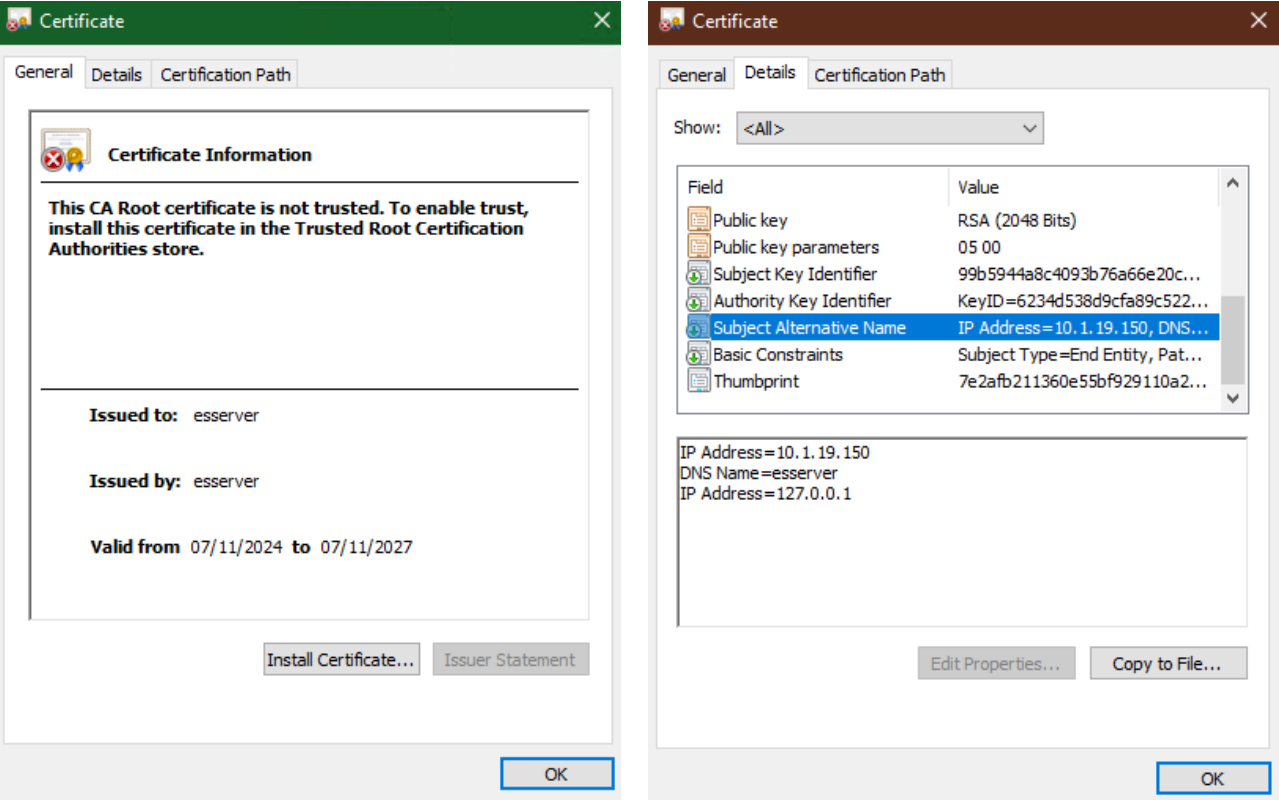 Certificate
General Details Certification Path
Certificate Information
This CA Root certificate is not trusted. To enable trust,
install this certificate in the Trusted Root Certification
Authorities store.
Issued to: esserver
Issued by: esserver
Valid from 07/11/2024 to 07/11/2027
Install Certificate...
Issuer Statement
OK
Certificate
General Details Certification Path
Show: <All>
Field Value
Public key RSA (2048 Bits)
Public key parameters 05 00
Subject Key Identifier 99b5944a8c4093b76a66e20c...
Authority Key Identifier KeyID=6234d538d9cfa89c522...
Subject Alternative Name IP Address=10.1.19.150, DNS...
Basic Constraints Subject Type=End Entity, Pat...
Thumbprint 7e2afb211360e55bf929110a2...
IP Address=10.1.19.150
DNS Name=esserver
IP Address=127.0.0.1
Edit Properties...
Copy to File...
OK